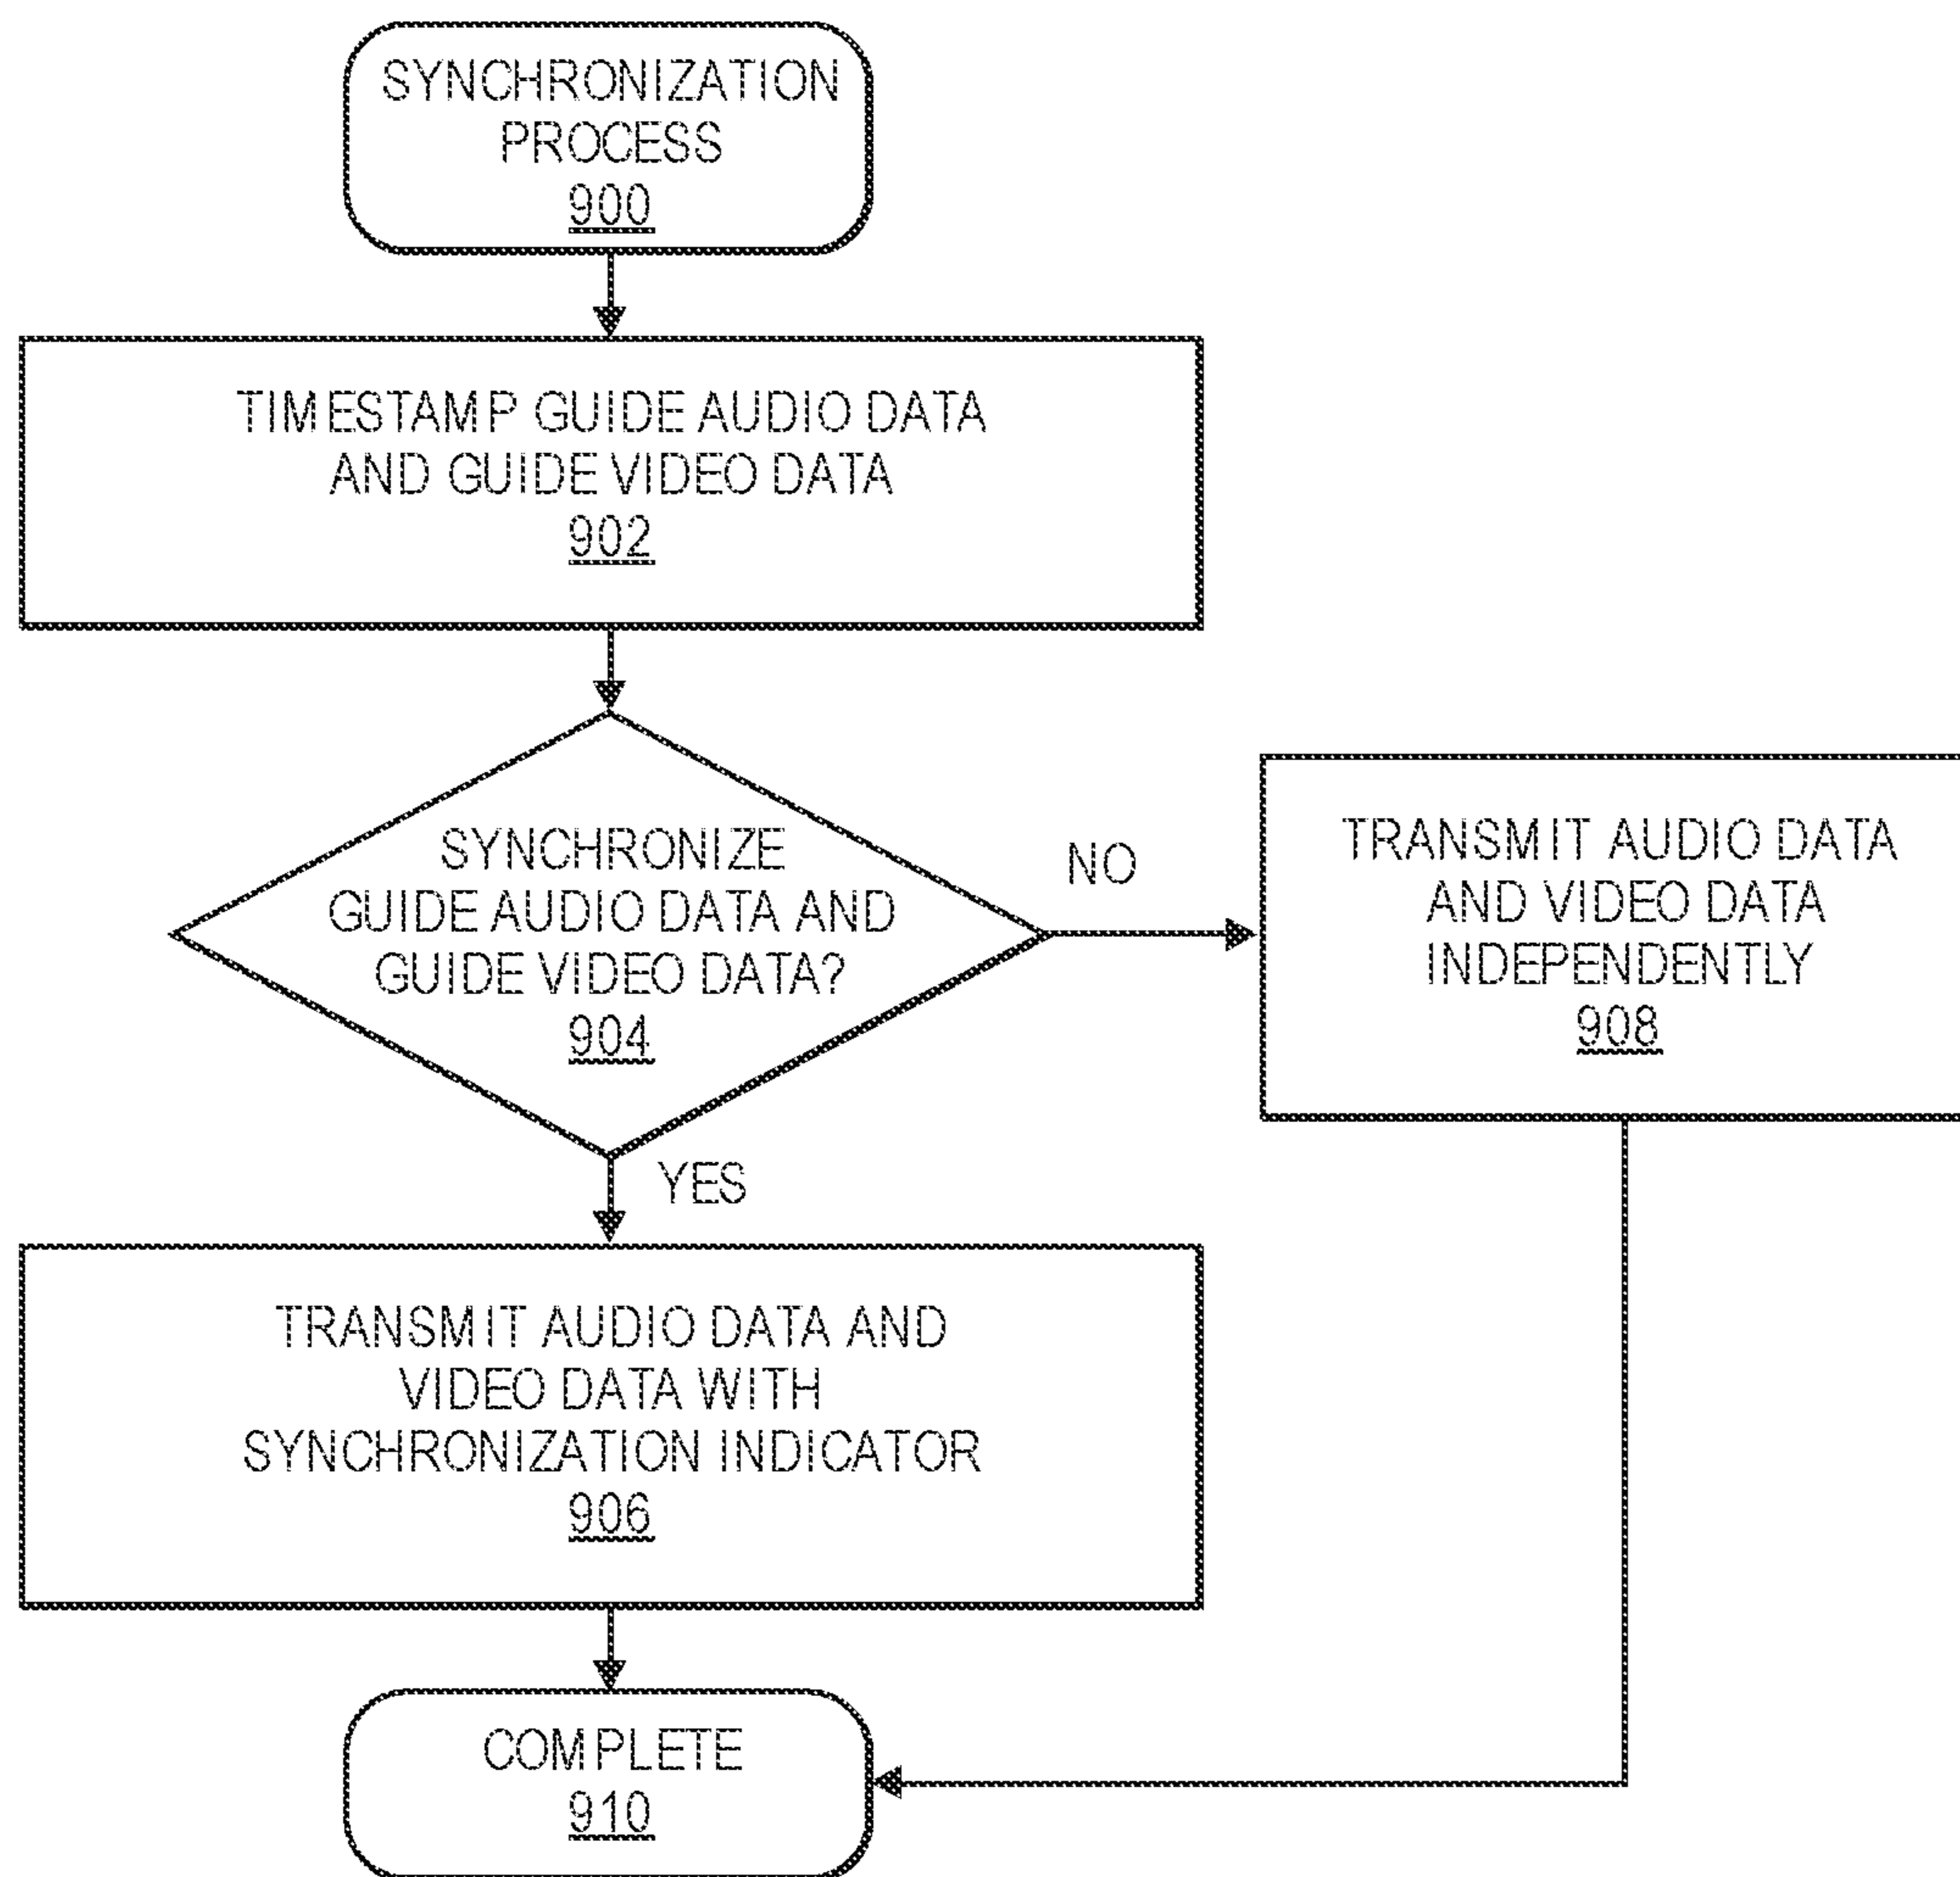 SYNCHRONIZATION
PROCESS
900
TIMESTAMP GUIDE AUDIO DATA
AND GUIDE VIDEO DATA
902
SYNCHRONIZE
GUIDE AUDIO DATA AND
GUIDE VIDEO DATA?
904
NO
TRANSMIT AUDIO DATA
AND VIDEO DATA
INDEPENDENTLY
908
YES
TRANSMIT AUDIO DATA AND
VIDEO DATA WITH
SYNCHRONIZATION INDICATOR
906
COMPLETE
910